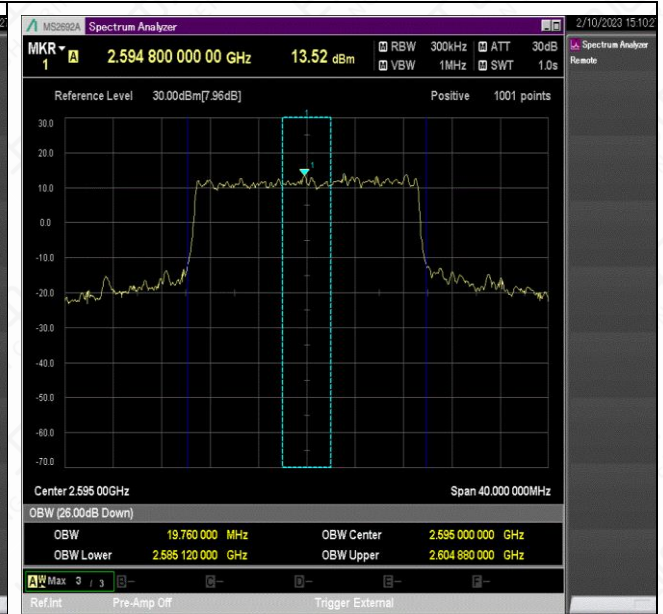 MS2692A Spectrum Analyzer
2/10/2023 15:10:27
MKR 1 A 2.594 800 000 00 GHz 13.52 dBm
M RBW 300kHz M ATT 30dB
M VBW 1MHz M SWT 1.0s
Spectrum Analyzer
Remote
Reference Level 30.00dBm[7.96dB] Positive 1001 points
30.0
20.0
10.0
0.0
-10.0
-20.0
-30.0
-40.0
-50.0
-60.0
-70.0
1
1
Center 2.595 00GHz Span 40.000 000MHz
OBW (26.00dB Down)
OBW 19.760 000 MHz OBW Center 2.595 000 000 GHz
OBW Lower 2.585 120 000 GHz OBW Upper 2.604 880 000 GHz
A W Max 3 / 3 B- C- D- E- F-
Ref.Int Pre-Amp Off Trigger External